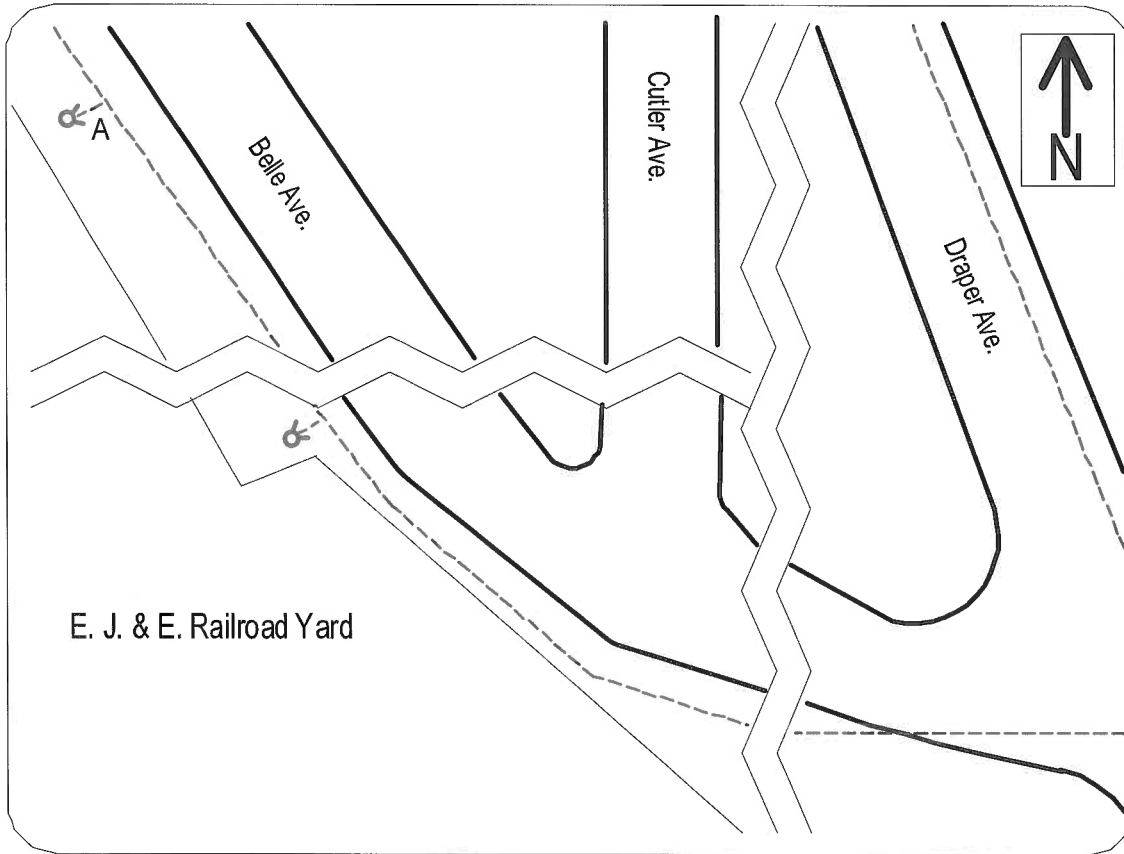 A
Belle Ave.
Cutler Ave.
Draper Ave.
N
E. J. & E. Railroad Yard